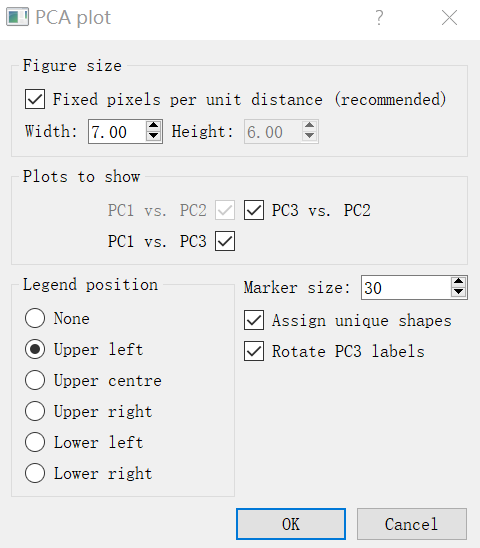 PCA plot
Figure size
Fixed pixels per unit distance (recommended)
Width: 7.00 Height: 6.00
Plots to show
PC1 vs. PC2 PC3 vs. PC2
PC1 vs. PC3
Legend position
None
Upper left
Upper centre
Upper right
Lower left
Lower right
Marker size: 30
Assign unique shapes
Rotate PC3 labels
OK Cancel